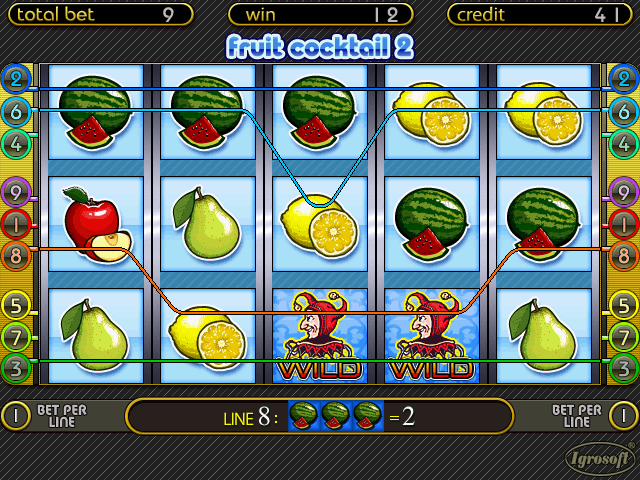 total bet 9 win 12 credit 41
fruit cocktail 2
2 2
6 6
4 4
9 9
1 1
8 8
5 5
7 7
WILD WILD
3 3
1 BET PER LINE LINE 8: =2 BET PER LINE 1
Igrosoft®